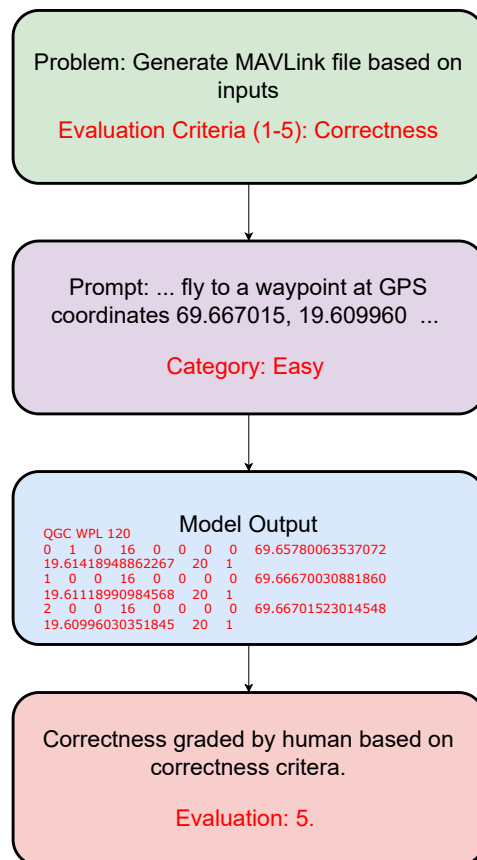 Problem: Generate MAVLink file based on
inputs
Evaluation Criteria (1-5): Correctness
Prompt: ... fly to a waypoint at GPS
coordinates 69.667015, 19.609960 ...
Category: Easy
Model Output
QGC WPL 120
0 1 0 16 0 0 0 0 69.65780063537072
19.61418948862267 20 1
1 0 0 16 0 0 0 0 69.66670030881860
19.61118990984568 20 1
2 0 0 16 0 0 0 0 69.66701523014548
19.60996030351845 20 1
Correctness graded by human based on
correctness critera.
Evaluation: 5.